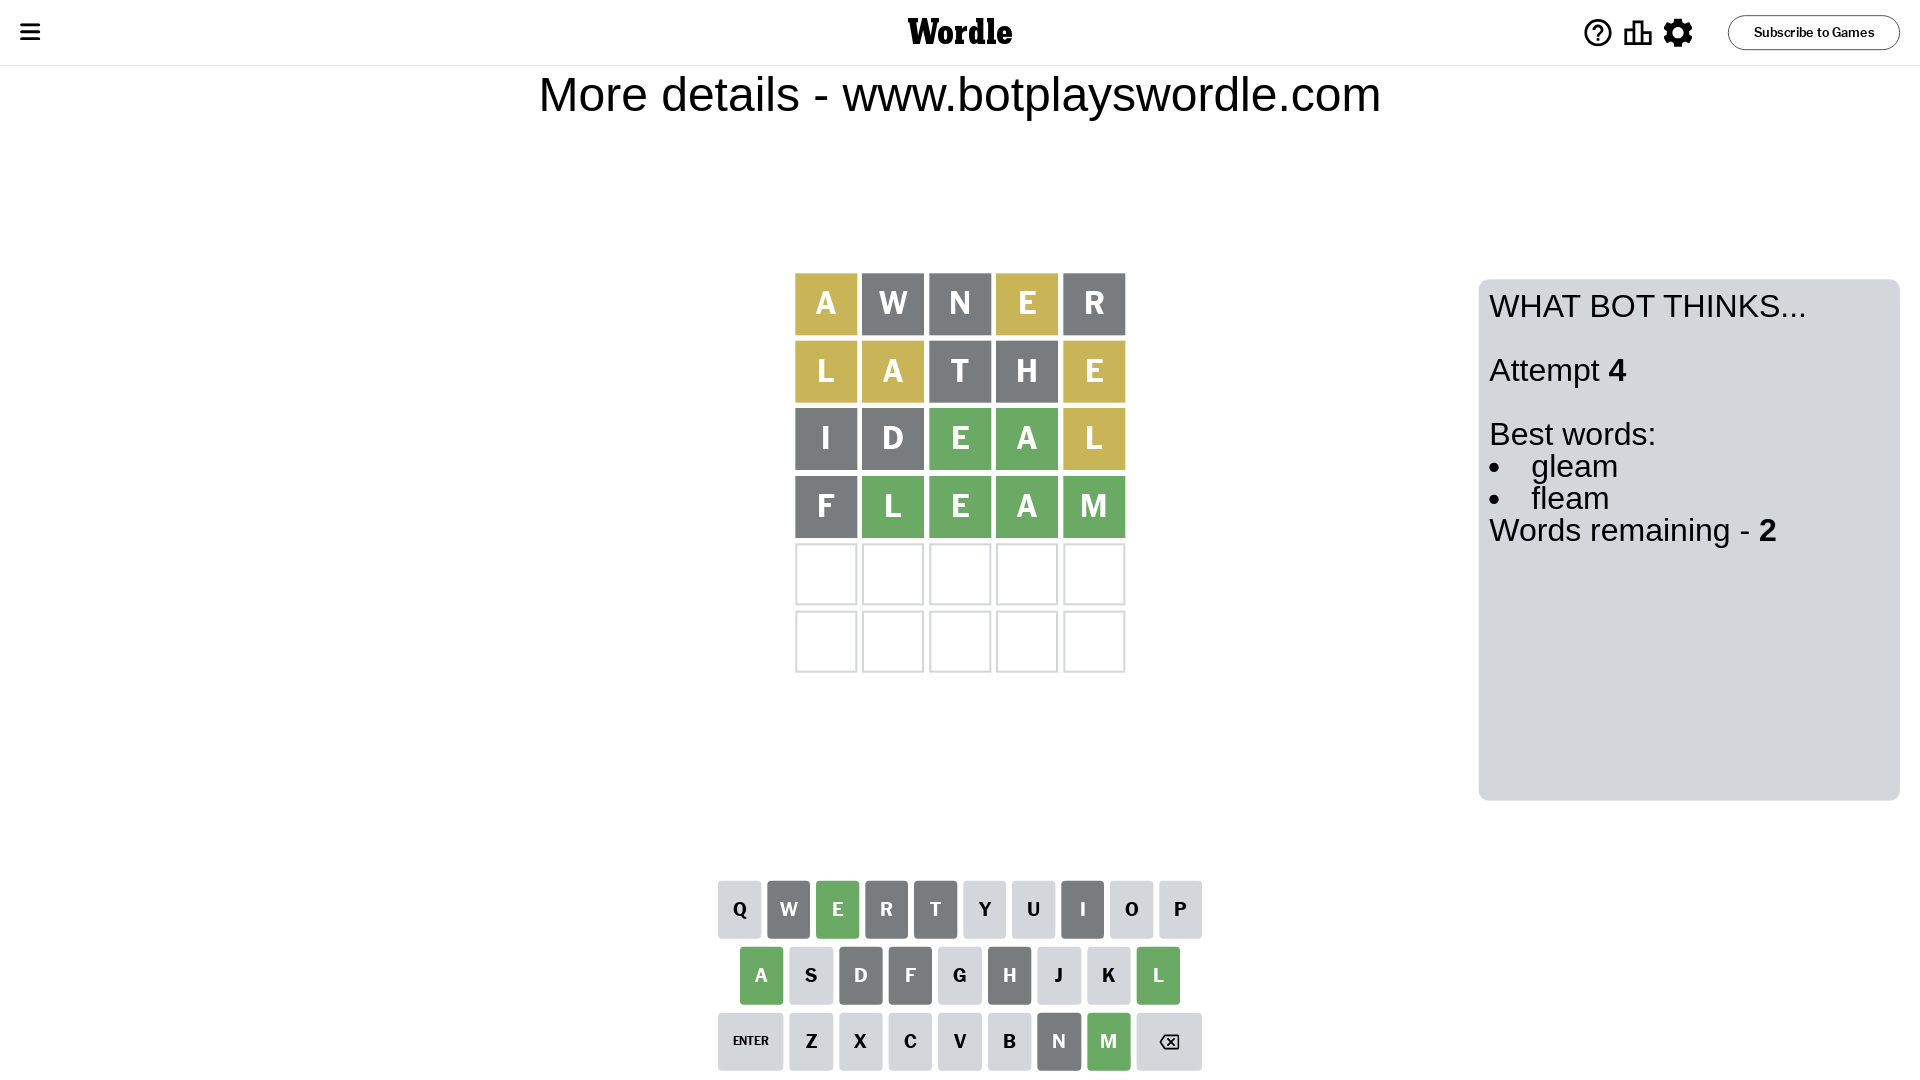 Wordle
Subscribe to Games
More details - www.botplayswordle.com
A W N E R
L A T H E
I D E A L
F L E A M
WHAT BOT THINKS...
Attempt 4
Best words:
• gleam
• fleam
Words remaining - 2
Q W E R T Y U I O P
A S D F G H J K L
ENTER Z X C V B N M